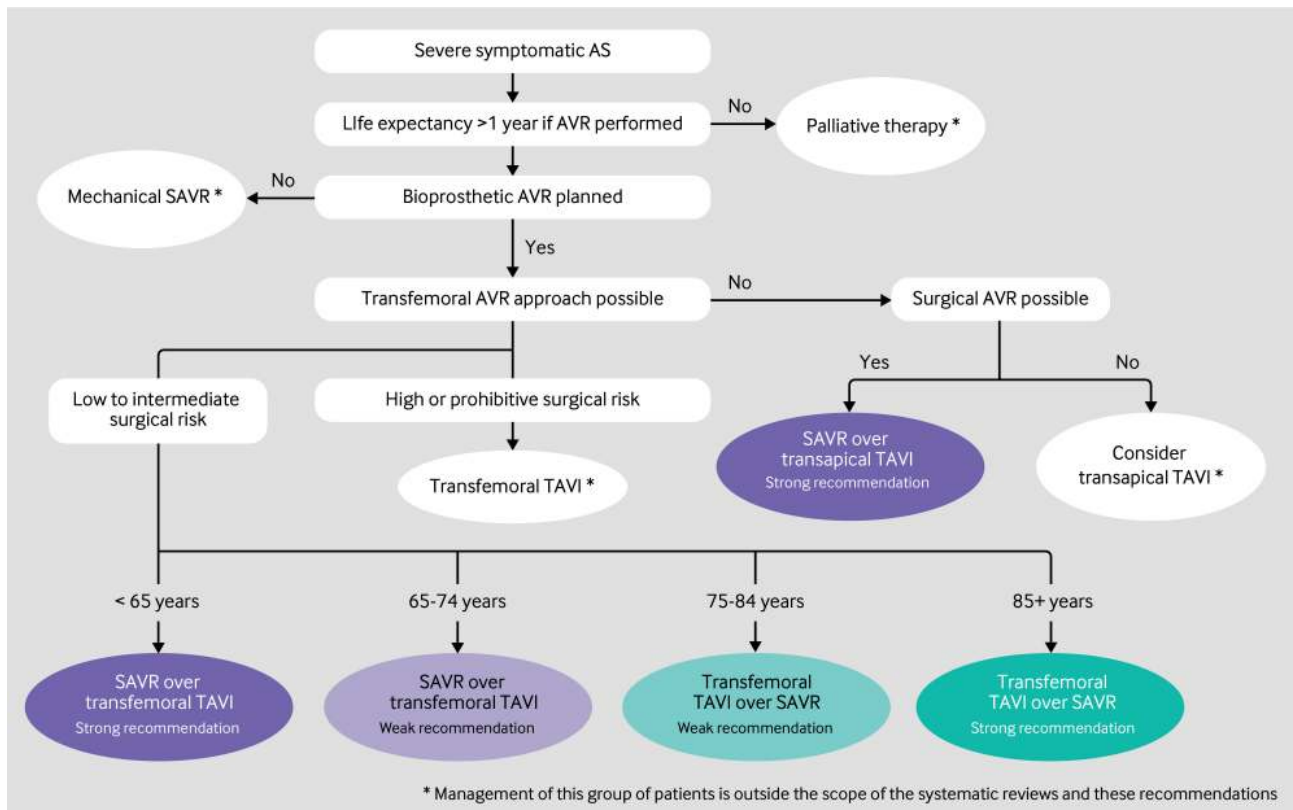 Severe symptomatic AS
LIfe expectancy >1 year if AVR performed
No
Palliative therapy *
Mechanical SAVR *
No
Bioprosthetic AVR planned
Yes
Transfemoral AVR approach possible
No
Surgical AVR possible
Low to intermediate
surgical risk
High or prohibitive surgical risk
Transfemoral TAVI *
Yes
No
SAVR over
transapical TAVI
Strong recommendation
Consider
transapical TAVI *
< 65 years
65-74 years
75-84 years
85+ years
SAVR over
transfemoral TAVI
Strong recommendation
SAVR over
transfemoral TAVI
Weak recommendation
Transfemoral
TAVI over SAVR
Weak recommendation
Transfemoral
TAVI over SAVR
Strong recommendation
* Management of this group of patients is outside the scope of the systematic reviews and these recommendations